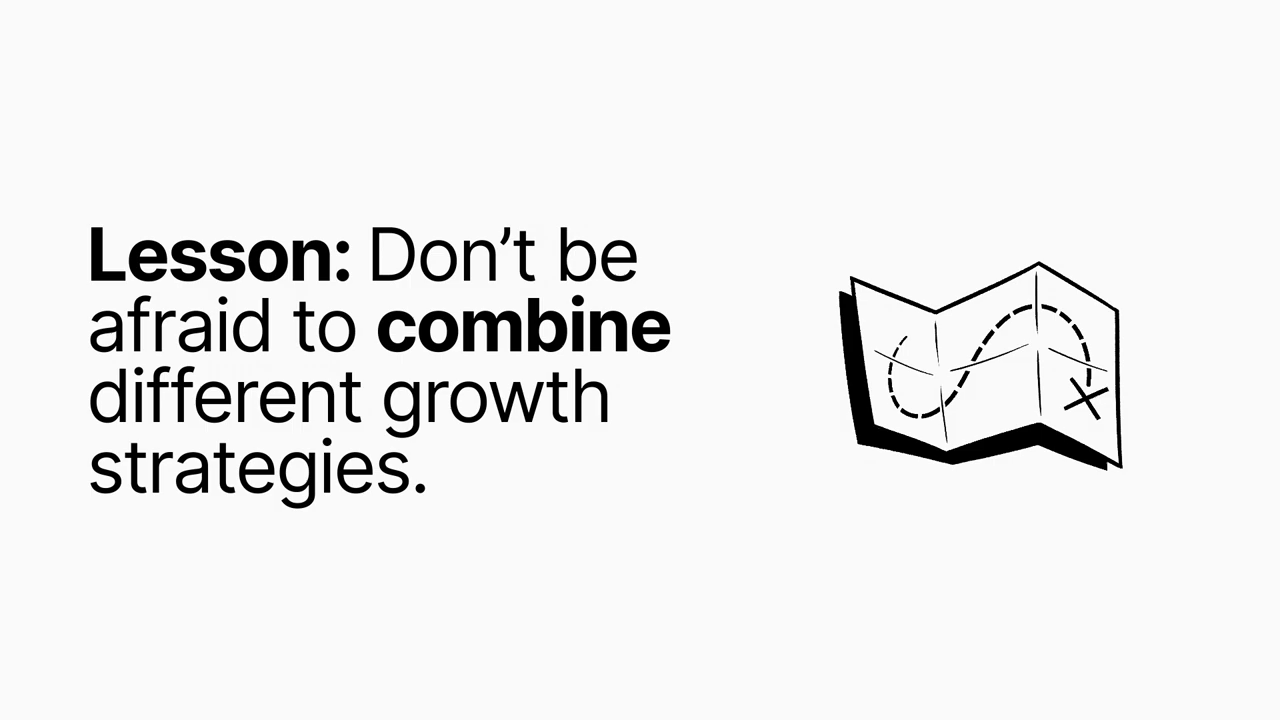 Lesson: Don’t be
afraid to combine
different growth
strategies.